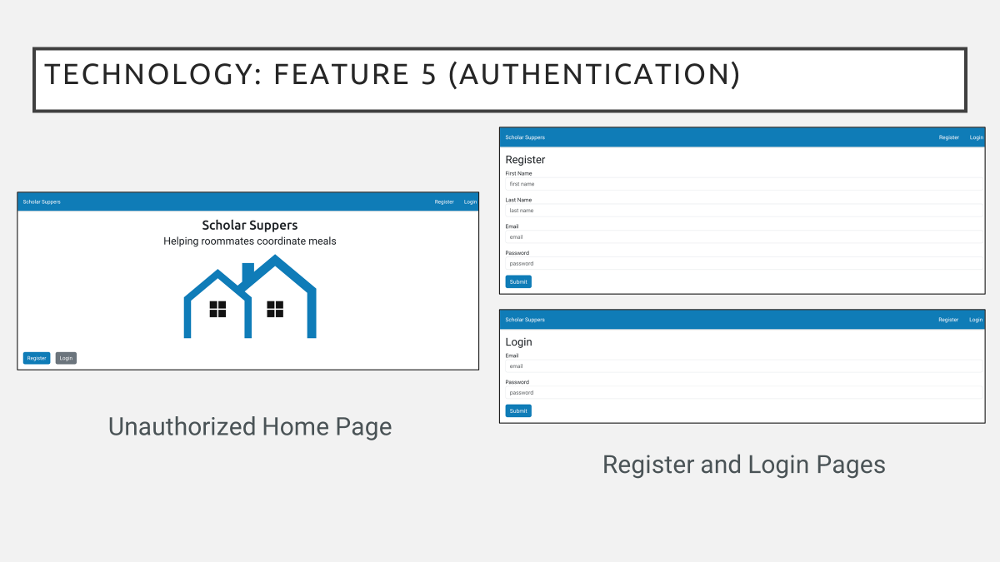 TECHNOLOGY: FEATURE 5 (AUTHENTICATION)
Scholar Suppers Register Login
Scholar Suppers
Helping roommates coordinate meals
Register Login
Unauthorized Home Page
Scholar Suppers Register Login
Register
First Name
first name
Last Name
last name
Email
email
Password
password
Submit
Scholar Suppers Register Login
Login
Email
email
Password
password
Submit
Register and Login Pages